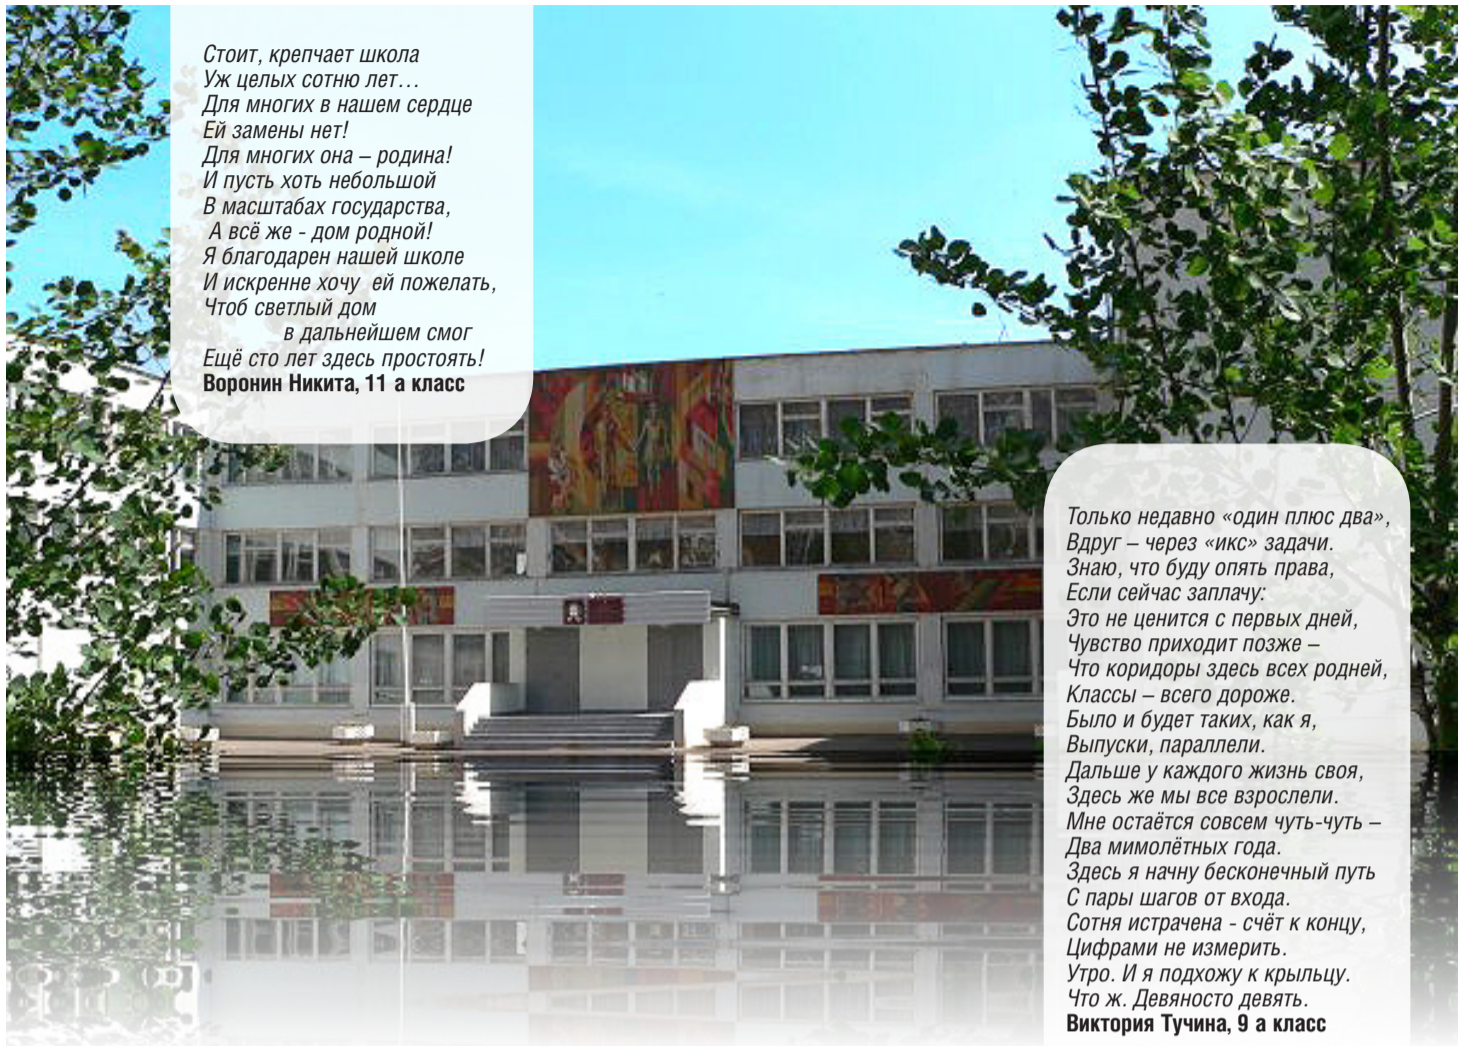 Стоит, крепчает школа
Уж целых сотню лет…
Для многих в нашем сердце
Ей замены нет!
Для многих она – родина!
И пусть хоть небольшой
В масштабах государства,
А всё же - дом родной!
Я благодарен нашей школе
И искренне хочу ей пожелать,
Чтоб светлый дом
в дальнейшем смог
Ещё сто лет здесь простоять!
Воронин Никита, 11 а класс
Только недавно «один плюс два»,
Вдруг – через «икс» задачи.
Знаю, что буду опять права,
Если сейчас заплачу:
Это не ценится с первых дней,
Чувство приходит позже –
Что коридоры здесь всех родней,
Классы – всего дороже.
Было и будет таких, как я,
Выпуски, параллели.
Дальше у каждого жизнь своя,
Здесь же мы все взрослели.
Мне остаётся совсем чуть-чуть –
Два мимолётных года.
Здесь я начну бесконечный путь
С пары шагов от входа.
Сотня истрачена - счёт к концу,
Цифрами не измерить.
Утро. И я подхожу к крыльцу.
Что ж. Девяносто девять.
Виктория Тучина, 9 а класс